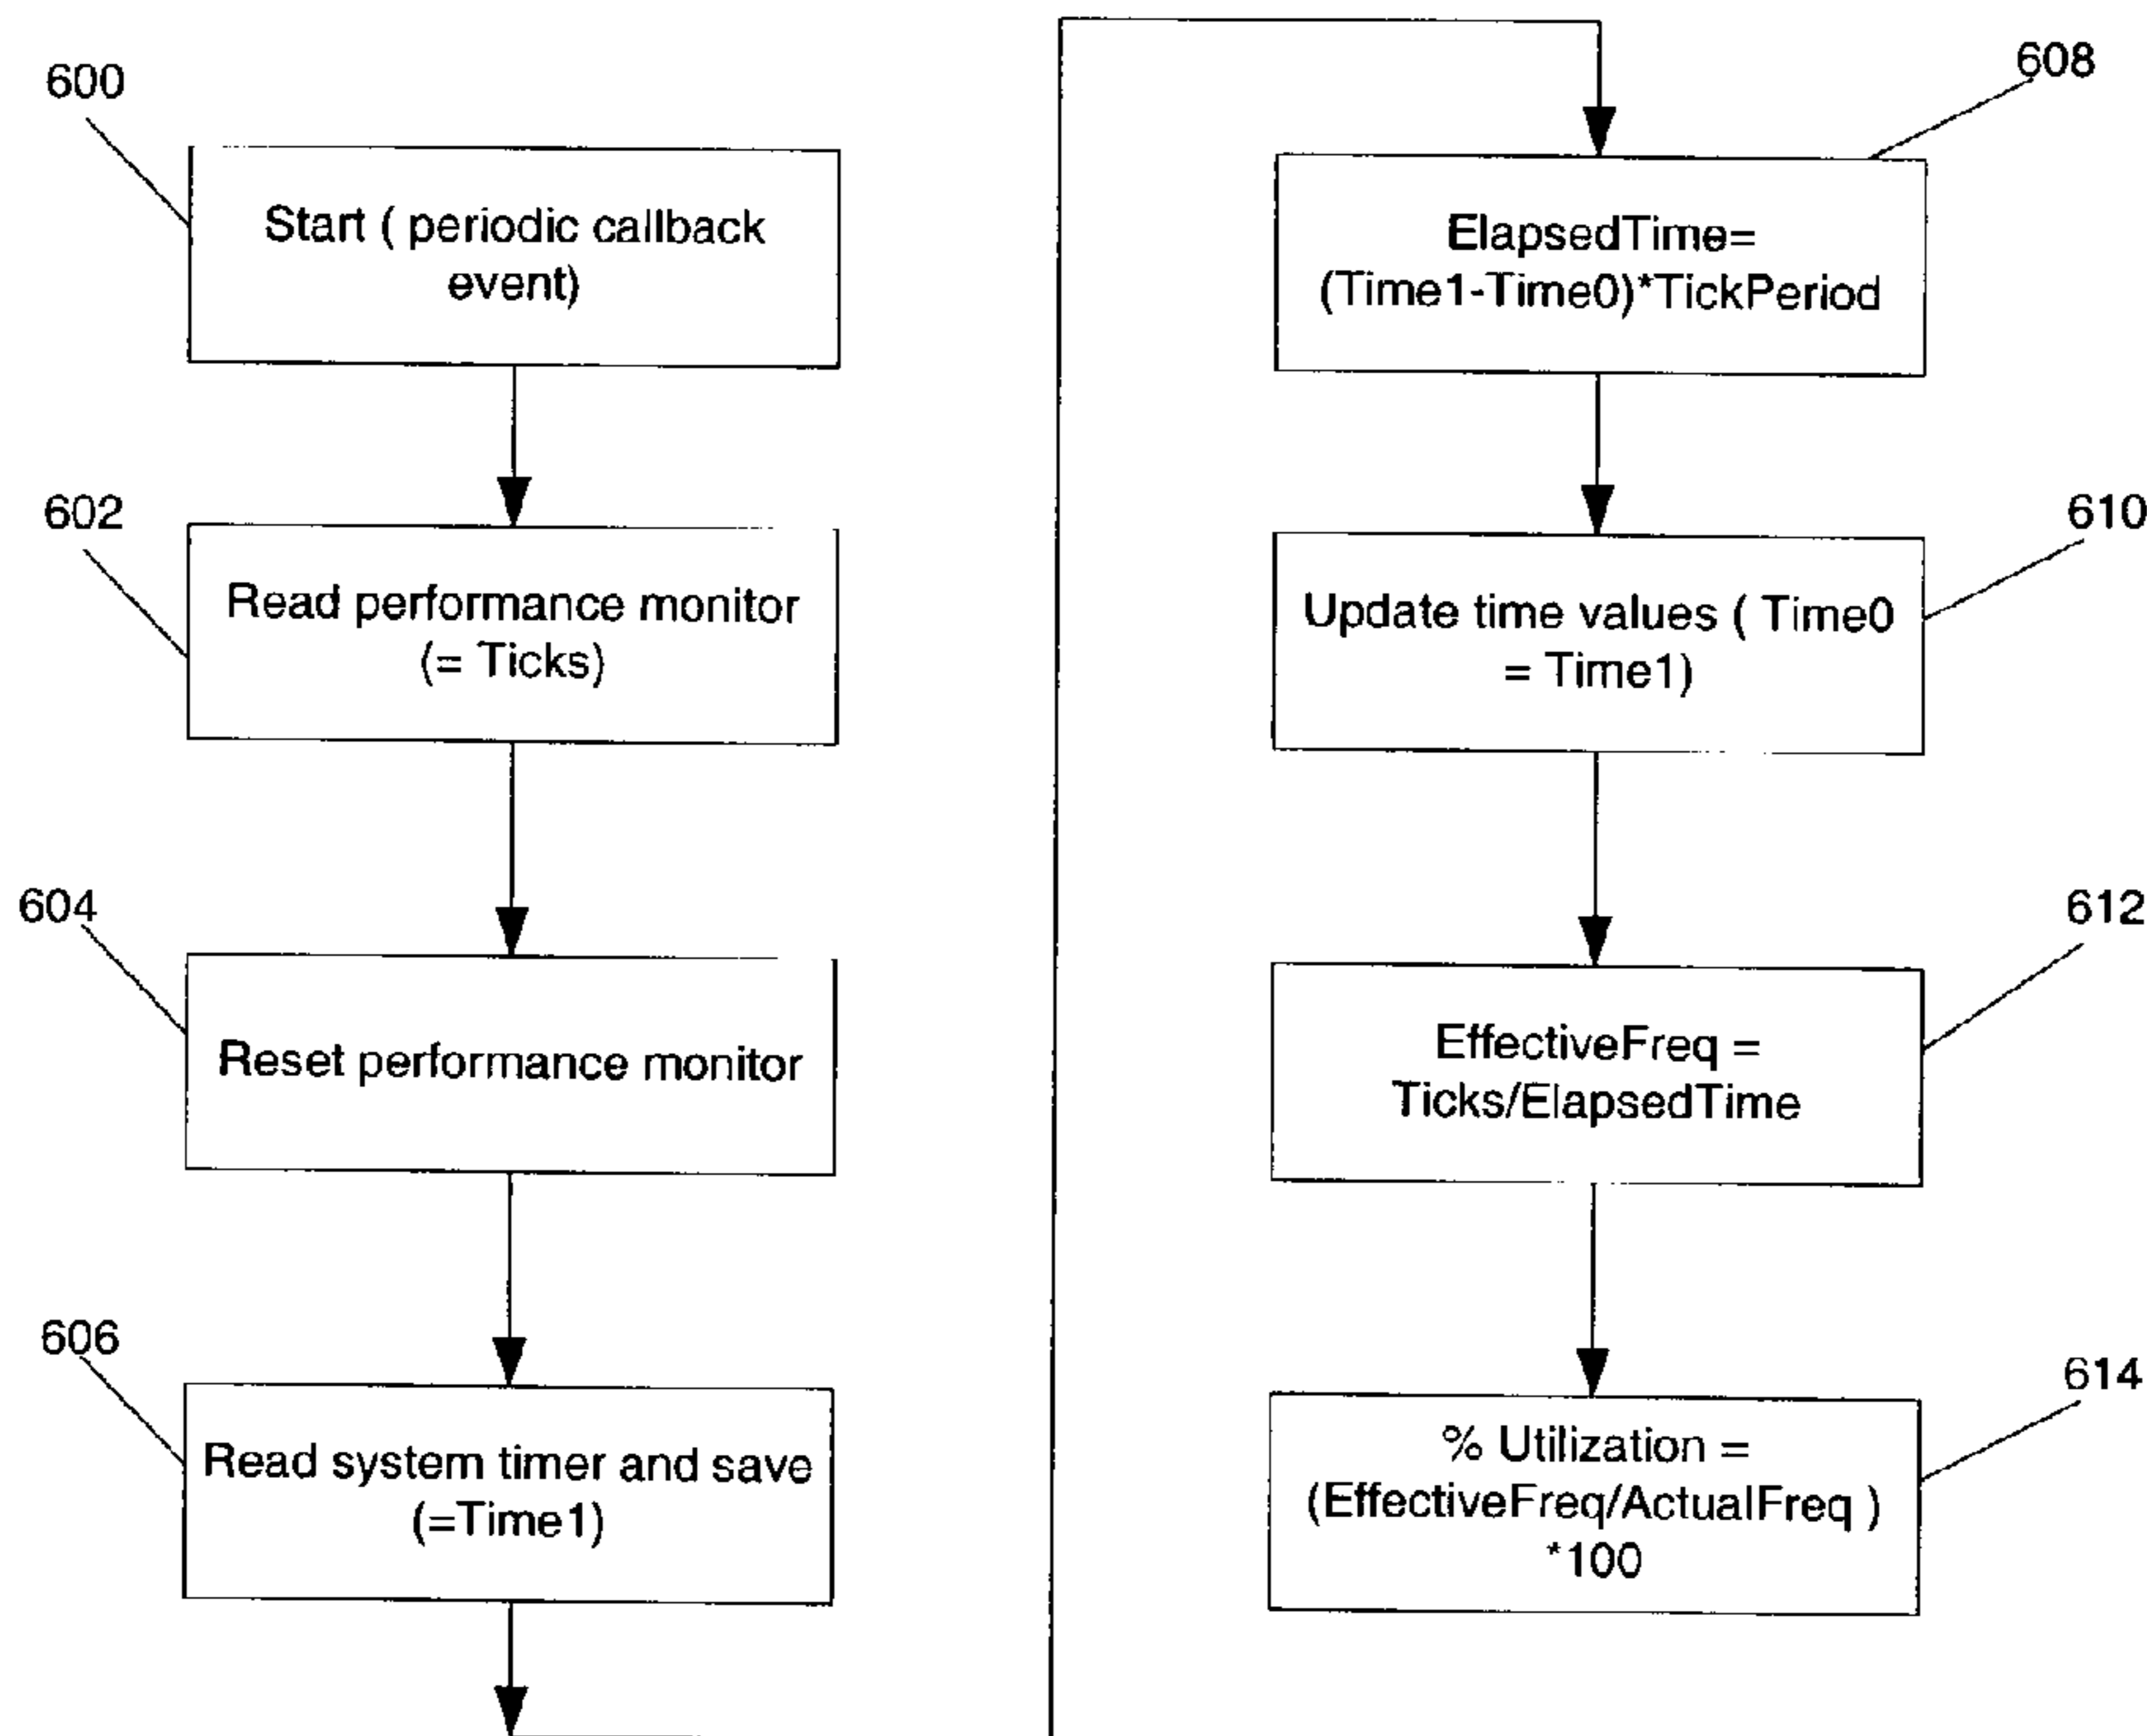 600
Start ( periodic callback
event)
602
Read performance monitor
(= Ticks)
604
Reset performance monitor
606
Read system timer and save
(=Time1)
608
ElapsedTime=
(Time1-Time0)*TickPeriod
610
Update time values ( Time0
= Time1)
612
EffectiveFreq =
Ticks/ElapsedTime
614
% Utilization =
(EffectiveFreq/ActualFreq )
*100